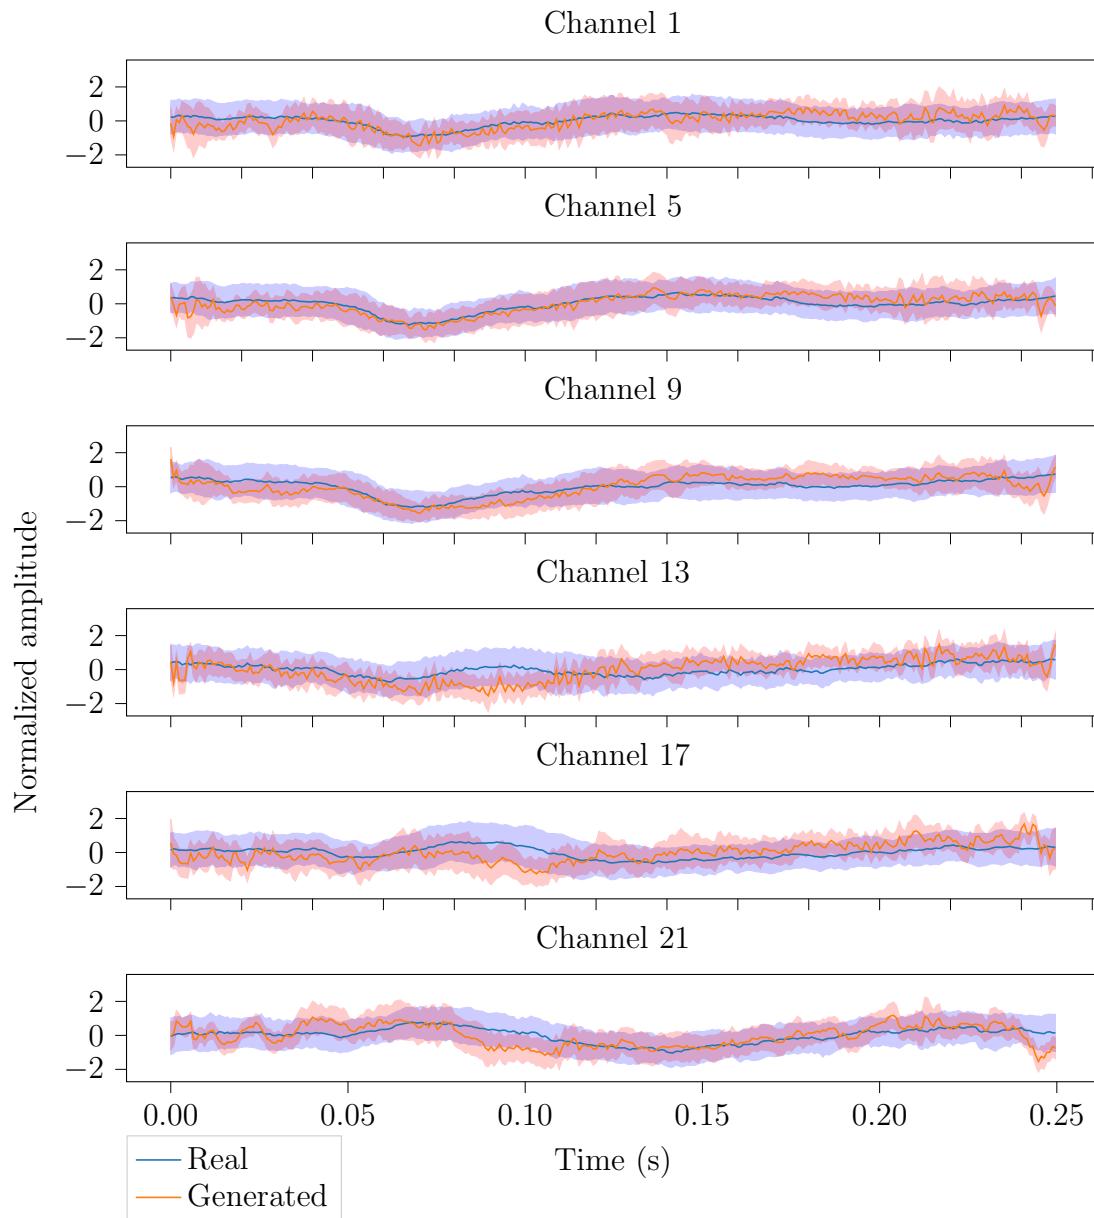 Channel 1
2
0
−2
Channel 5
2
0
−2
Channel 9
2
0
−2
Normalized amplitude
Channel 13
2
0
−2
Channel 17
2
0
−2
Channel 21
2
0
−2
0.00 0.05 0.10 0.15 0.20 0.25
Time (s)
Real
Generated